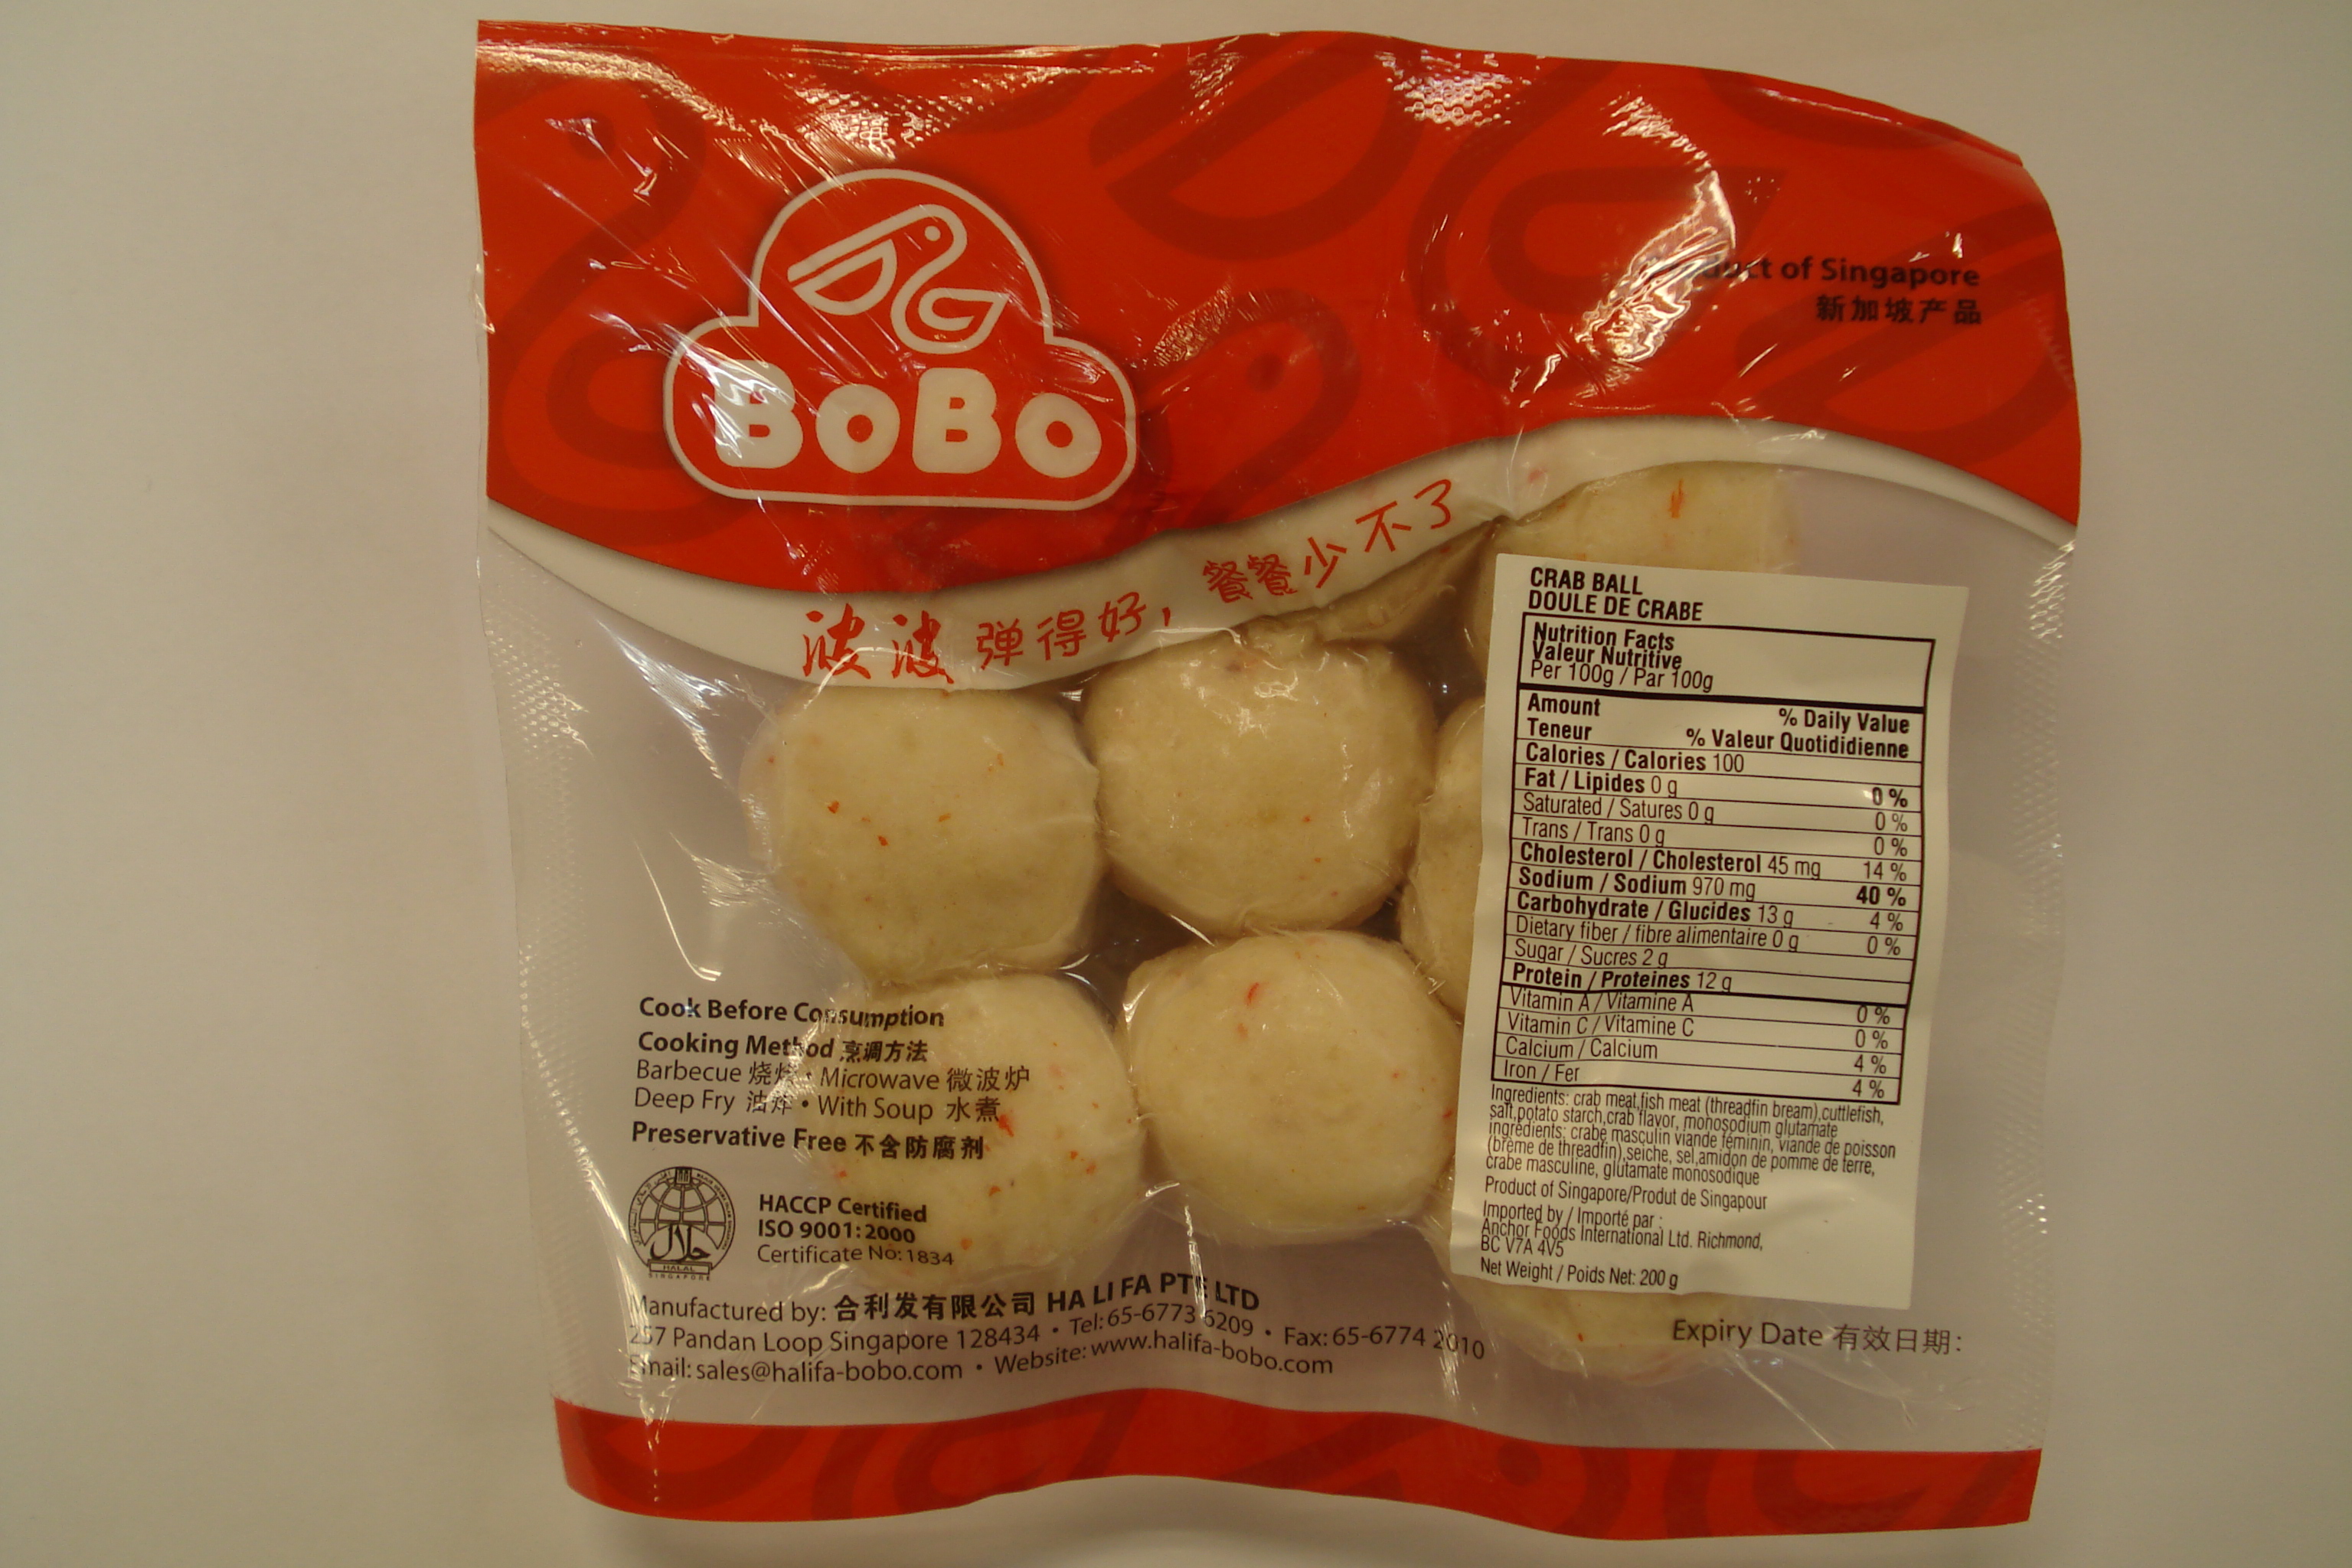 BOBO
duct of Singapore
新加坡产品
波波 弹得好，餐餐少不了
CRAB BALL
DOULE DE CRABE
Nutrition Facts
Valeur Nutritive
Per 100g / Par 100g
Amount % Daily Value
Teneur % Valeur Quotididienne
Calories / Calories 100
Fat / Lipides 0 g 0 %
Saturated / Satures 0 g 0 %
Trans / Trans 0 g 0 %
Cholesterol / Cholesterol 45 mg 14 %
Sodium / Sodium 970 mg 40 %
Carbohydrate / Glucides 13 g 4 %
Dietary fiber / fibre alimentaire 0 g 0 %
Sugar / Sucres 2 g
Protein / Proteines 12 g
Vitamin A / Vitamine A 0 %
Vitamin C / Vitamine C 0 %
Calcium / Calcium 4 %
Iron / Fer 4 %
Ingredients: crab meat,fish meat (threadfin bream),cuttlefish,
salt,potato starch,crab flavor, monosodium glutamate
ingredients: crabe masculin viande féminin, viande de poisson
(brème de threadfin),seiche, sel,amidon de pomme de terre,
crabe masculine, glutamate monosodique
Product of Singapore/Produt de Singapour
Imported by / Importé par :
Anchor Foods International Ltd. Richmond,
BC V7A 4V5
Net Weight / Poids Net: 200 g
Cook Before Consumption
Cooking Method 烹调方法
Barbecue 烧烤 • Microwave 微波炉
Deep Fry 油炸 • With Soup 水煮
Preservative Free 不含防腐剂
حلال
HALAL
SINGAPORE
HACCP Certified
ISO 9001:2000
Certificate No:1834
Manufactured by: 合利发有限公司 HA LI FA PTE LTD
257 Pandan Loop Singapore 128434 • Tel:65-6773 6209 • Fax:65-6774 2010
Email: sales@halifa-bobo.com • Website: www.halifa-bobo.com
Expiry Date 有效日期: